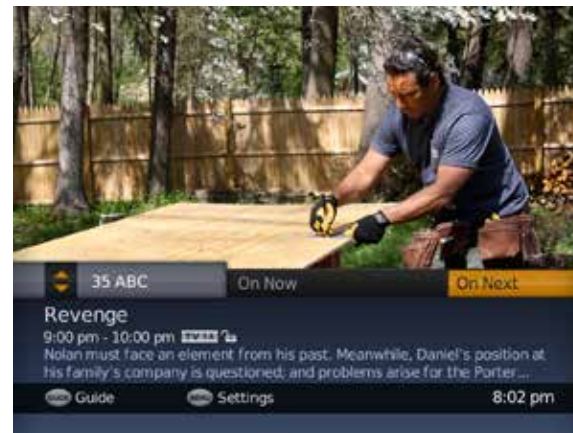 35 ABC
On Now
On Next
Revenge
9:00 pm - 10:00 pm
Nolan must face an element from his past. Meanwhile, Daniel's position at
his family's company is questioned; and problems arise for the Porter...
GUIDE Guide
MENU Settings
8:02 pm